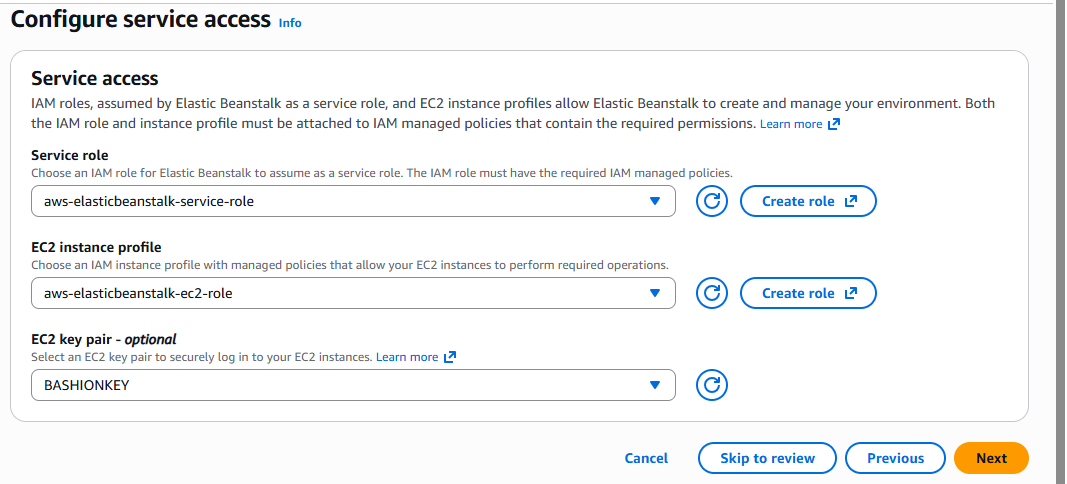 Configure service access Info
Service access
IAM roles, assumed by Elastic Beanstalk as a service role, and EC2 instance profiles allow Elastic Beanstalk to create and manage your environment. Both
the IAM role and instance profile must be attached to IAM managed policies that contain the required permissions. Learn more
Service role
Choose an IAM role for Elastic Beanstalk to assume as a service role. The IAM role must have the required IAM managed policies.
aws-elasticbeanstalk-service-role Create role
EC2 instance profile
Choose an IAM instance profile with managed policies that allow your EC2 instances to perform required operations.
aws-elasticbeanstalk-ec2-role Create role
EC2 key pair - optional
Select an EC2 key pair to securely log in to your EC2 instances. Learn more
BASHIONKEY
Cancel Skip to review Previous Next